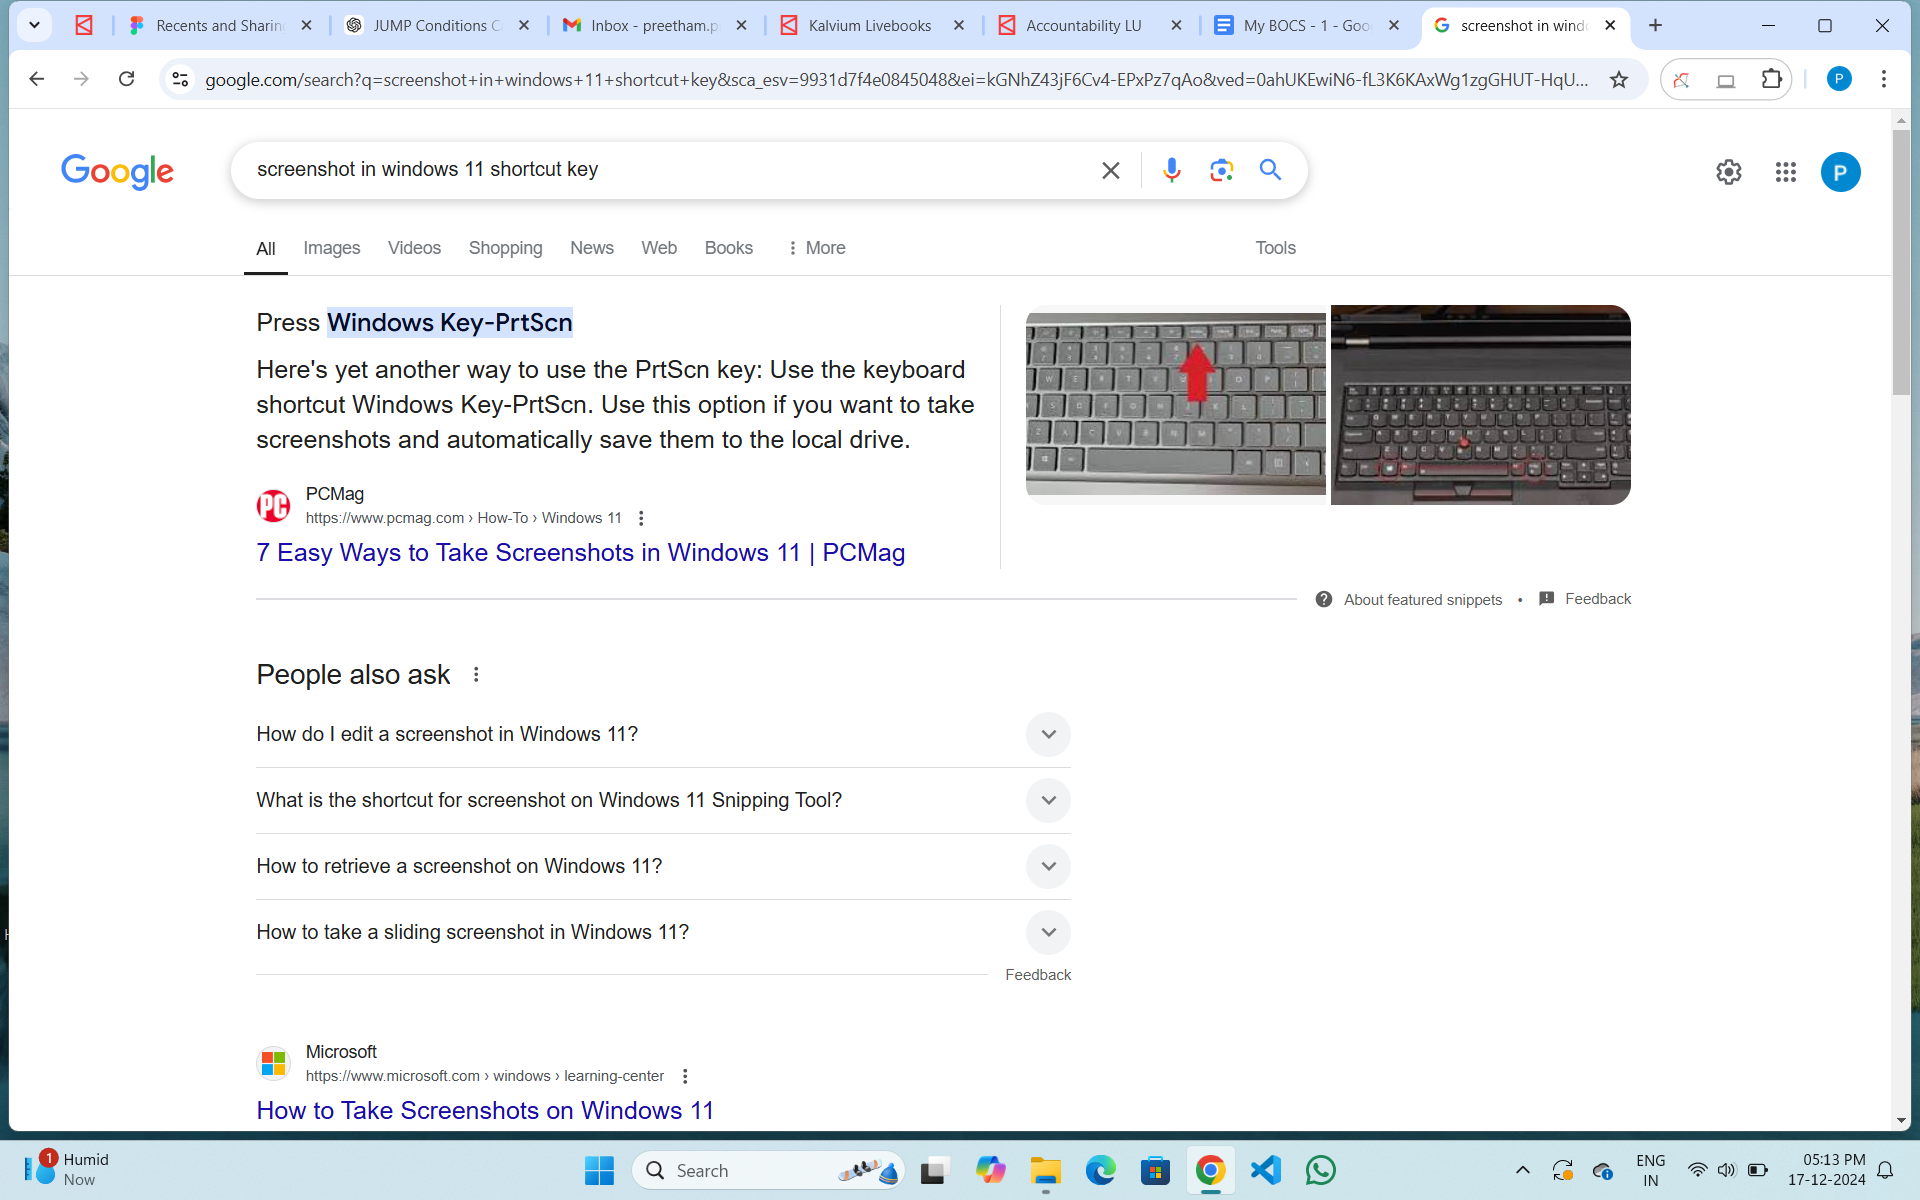 Recents and Sharin
JUMP Conditions C
Inbox - preetham.p
Kalvium Livebooks
Accountability LU
My BOCS - 1 - Goo
screenshot in windo
google.com/search?q=screenshot+in+windows+11+shortcut+key&sca_esv=9931d7f4e0845048&ei=kGNhZ43jF6Cv4-EPxPz7qAo&ved=0ahUKEwiN6-fL3K6KAxWg1zgGHUT-HqU...
P
Google
screenshot in windows 11 shortcut key
P
All
Images
Videos
Shopping
News
Web
Books
More
Tools
Press Windows Key-PrtScn
Here's yet another way to use the PrtScn key: Use the keyboard
shortcut Windows Key-PrtScn. Use this option if you want to take
screenshots and automatically save them to the local drive.
PC
PCMag
https://www.pcmag.com › How-To › Windows 11
7 Easy Ways to Take Screenshots in Windows 11 | PCMag
About featured snippets • Feedback
People also ask
How do I edit a screenshot in Windows 11?
What is the shortcut for screenshot on Windows 11 Snipping Tool?
How to retrieve a screenshot on Windows 11?
How to take a sliding screenshot in Windows 11?
Feedback
Microsoft
https://www.microsoft.com › windows › learning-center
How to Take Screenshots on Windows 11
1
Humid
Now
Search
ENG
IN
05:13 PM
17-12-2024